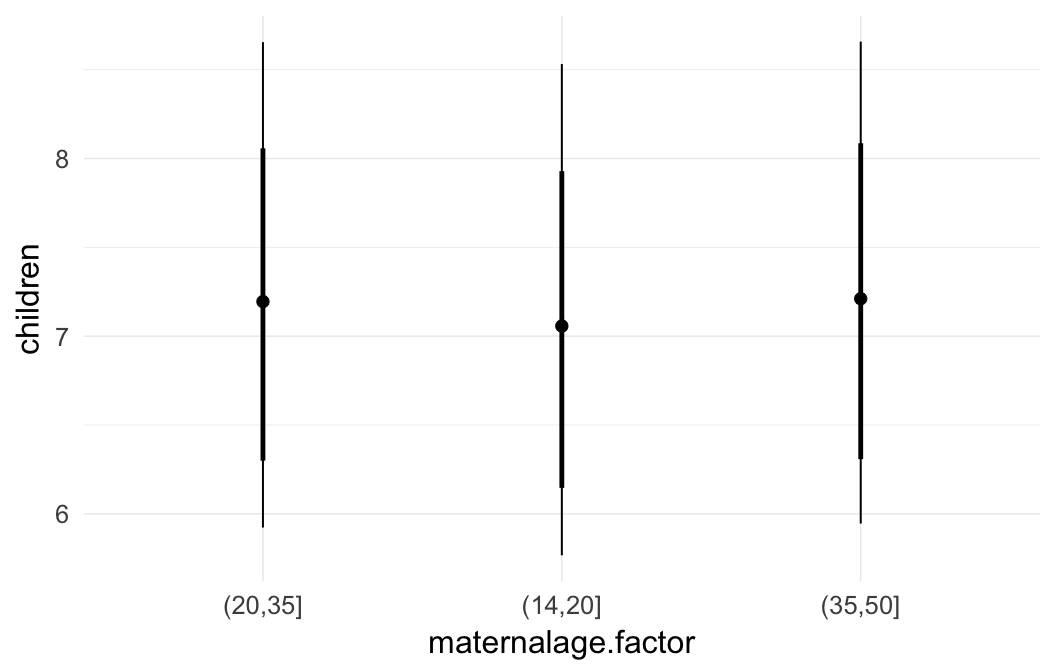 children
8
7
6
(20,35] (14,20] (35,50]
maternalage.factor